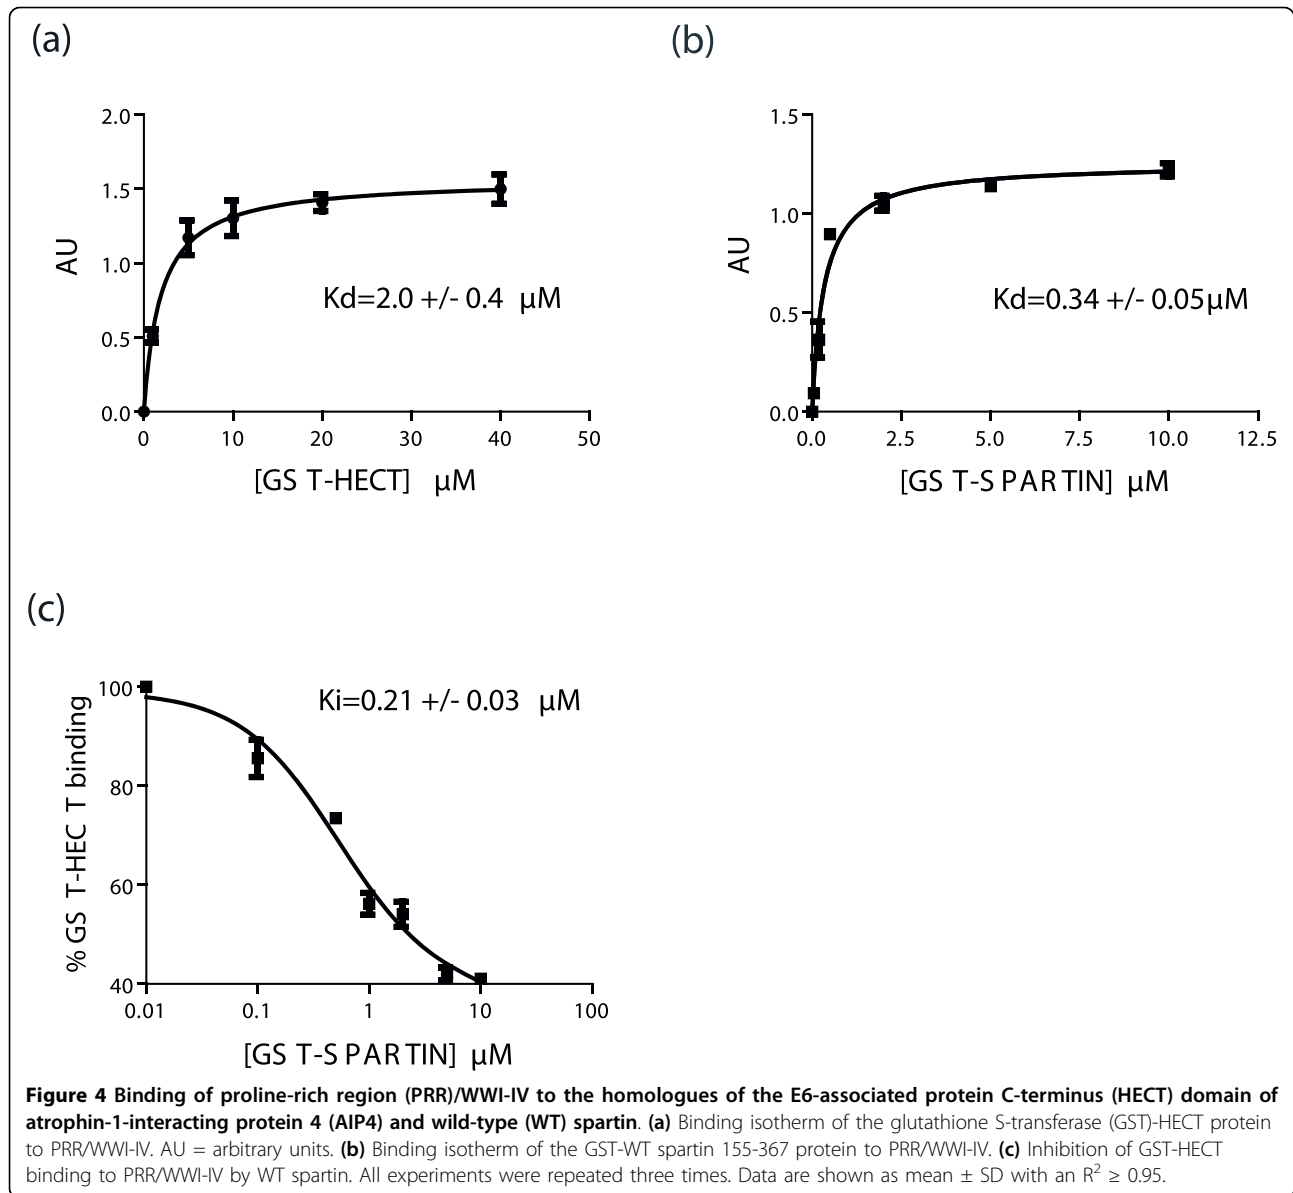 (a)
2.0
1.5
1.0
0.5
0.0
AU
Kd=2.0 +/- 0.4 μM
0 10 20 30 40 50
[GS T-HECT] μM
(b)
1.5
1.0
0.5
0.0
AU
Kd=0.34 +/- 0.05μM
0.0 2.5 5.0 7.5 10.0 12.5
[GS T-S PARTIN] μM
(c)
100
80
60
40
% GS T-HEC T binding
Ki=0.21 +/- 0.03 μM
0.01 0.1 1 10 100
[GS T-S PARTIN] μM
Figure 4 Binding of proline-rich region (PRR)/WWI-IV to the homologues of the E6-associated protein C-terminus (HECT) domain of
atrophin-1-interacting protein 4 (AIP4) and wild-type (WT) spartin. (a) Binding isotherm of the glutathione S-transferase (GST)-HECT protein
to PRR/WWI-IV. AU = arbitrary units. (b) Binding isotherm of the GST-WT spartin 155-367 protein to PRR/WWI-IV. (c) Inhibition of GST-HECT
binding to PRR/WWI-IV by WT spartin. All experiments were repeated three times. Data are shown as mean ± SD with an R² ≥ 0.95.